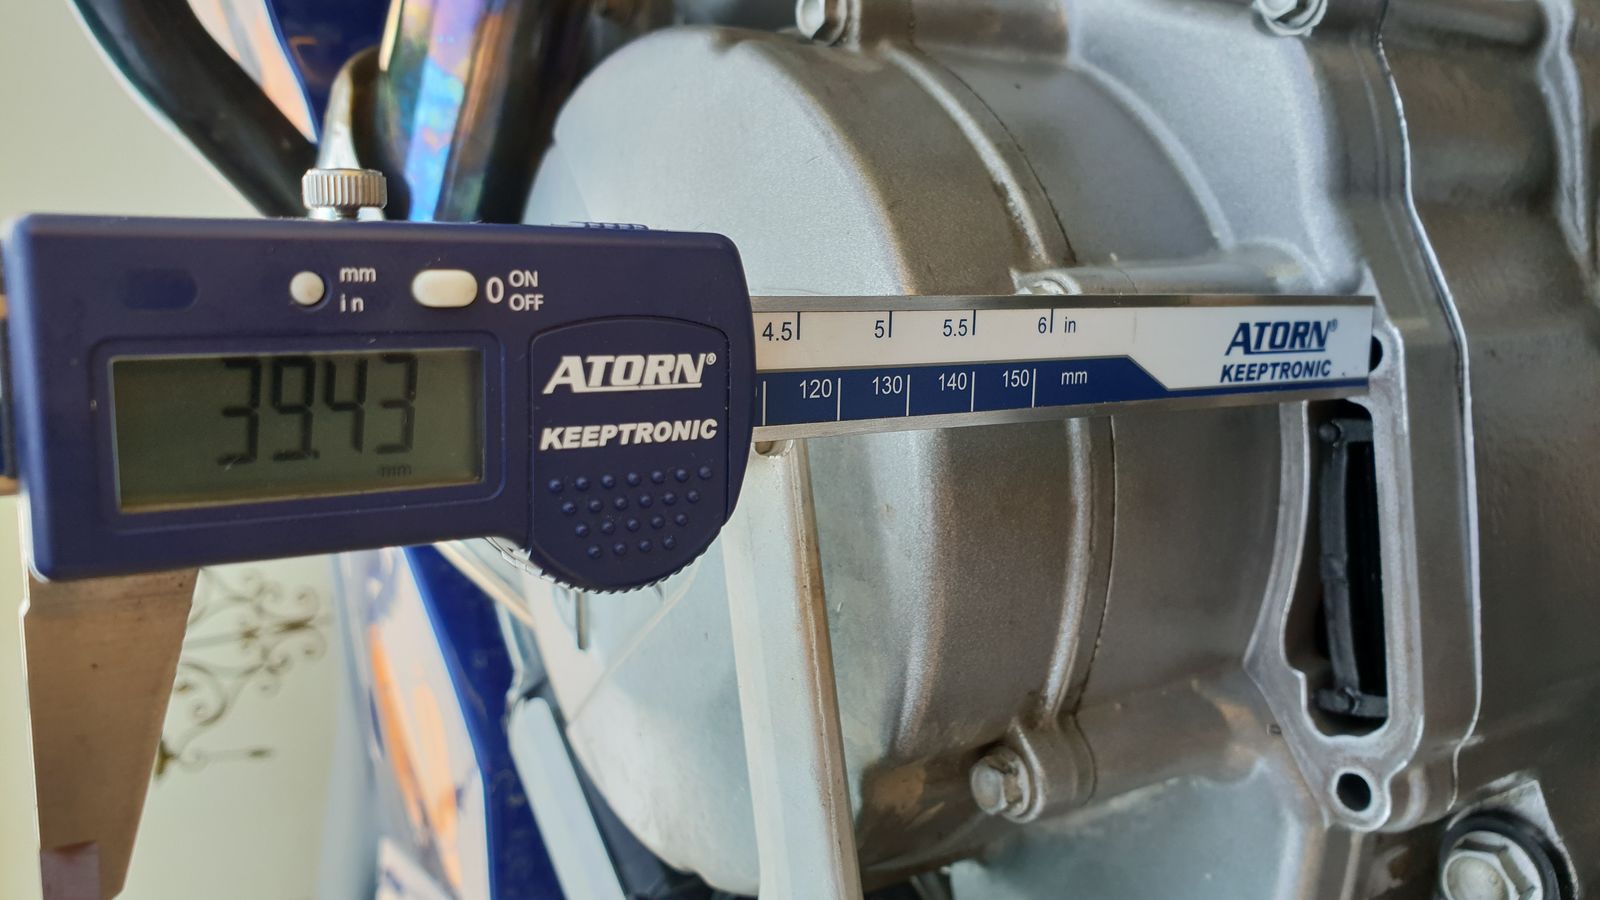 mm
in
0 ON
OFF
39.43
mm
ATORN®
KEEPTRONIC
4.5 5 5.5 6 in
120 130 140 150 mm
ATORN®
KEEPTRONIC